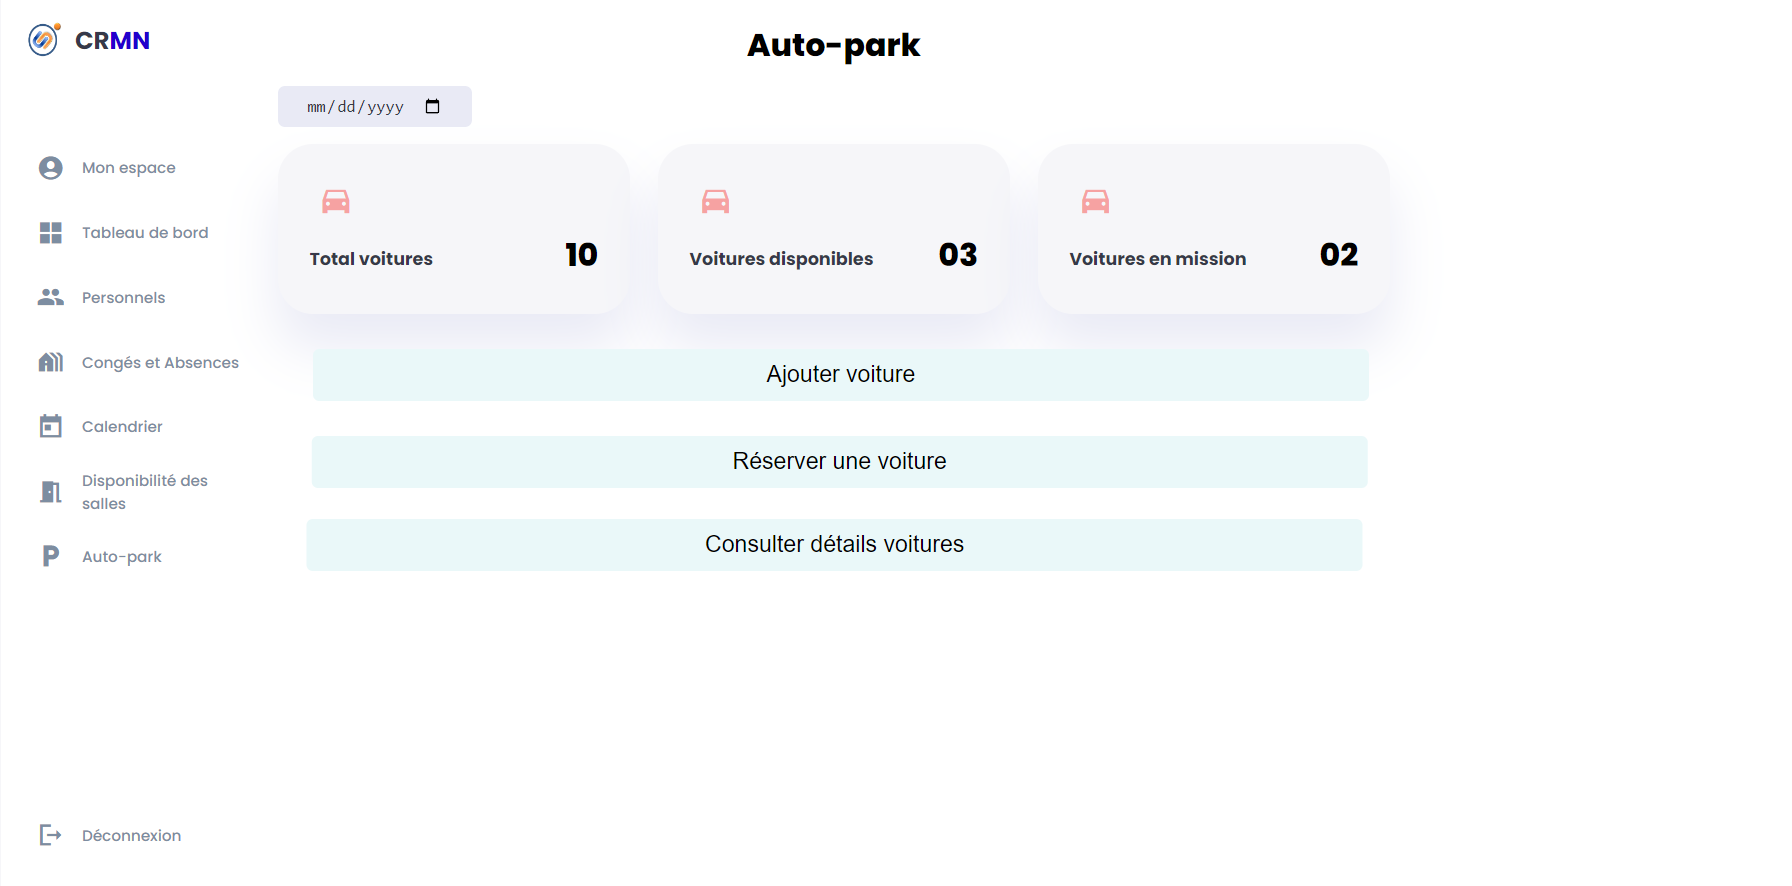 CRMN
Auto-park
mm/dd/yyyy
Mon espace
Tableau de bord
Personnels
Congés et Absences
Calendrier
Disponibilité des
salles
Auto-park
Déconnexion
Total voitures 10
Voitures disponibles 03
Voitures en mission 02
Ajouter voiture
Réserver une voiture
Consulter détails voitures